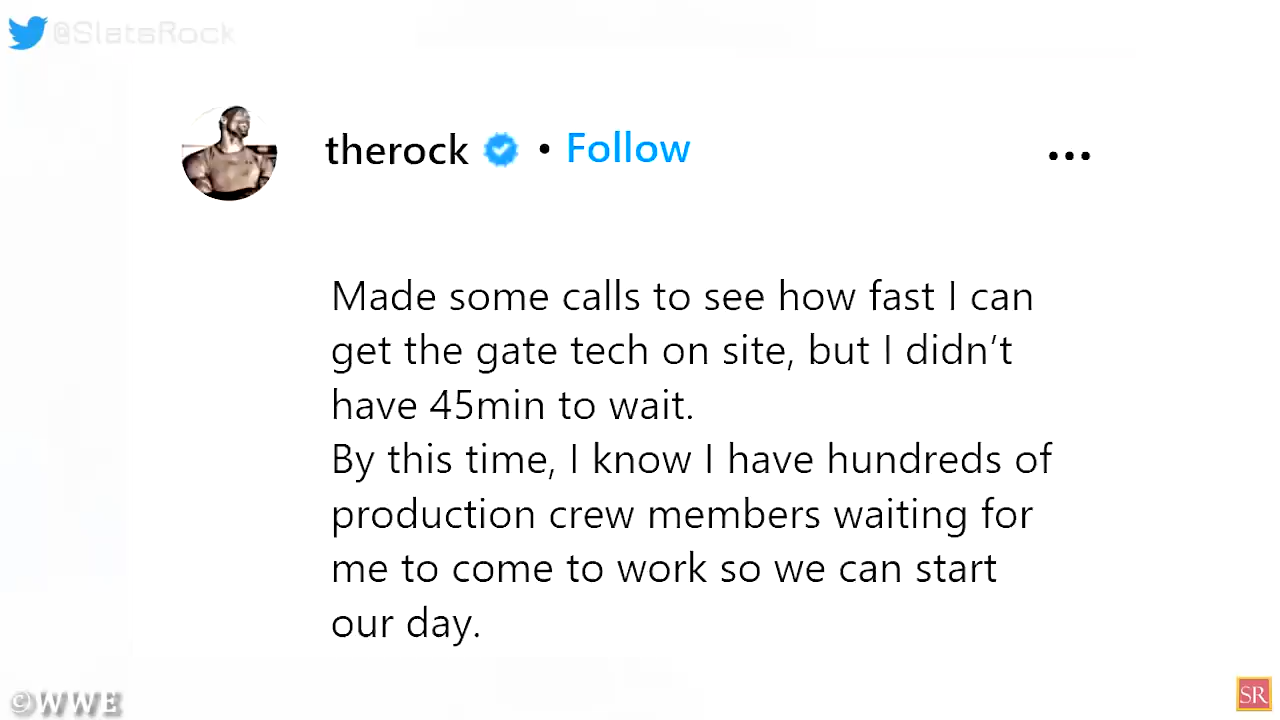 @SlatsRock
therock • Follow
Made some calls to see how fast I can
get the gate tech on site, but I didn’t
have 45min to wait.
By this time, I know I have hundreds of
production crew members waiting for
me to come to work so we can start
our day.
©WWE
SR